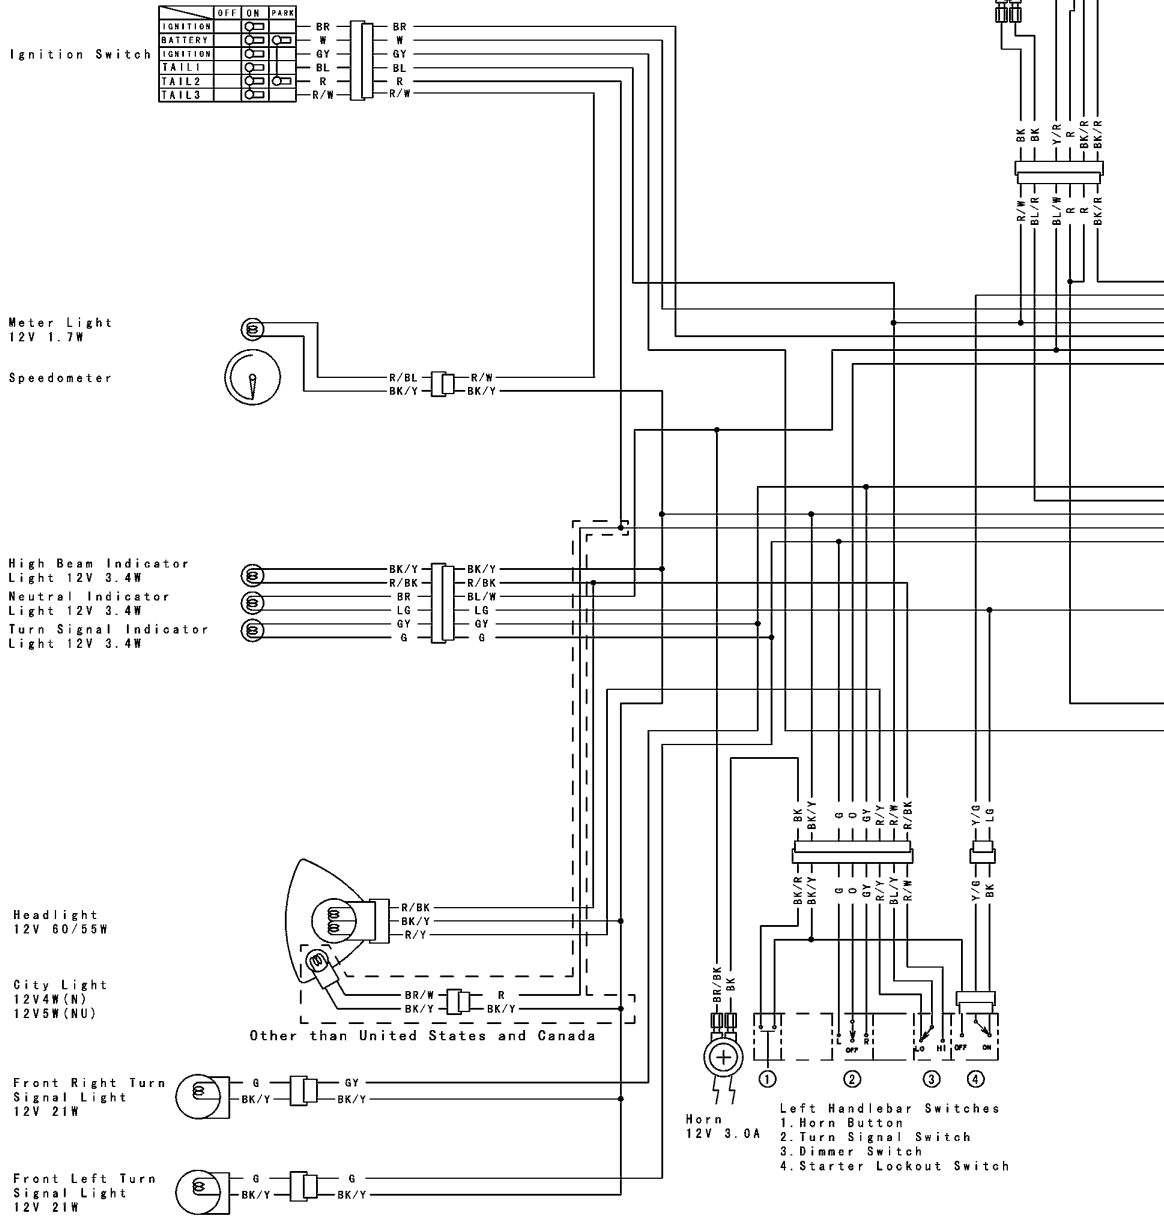 OFF ON PARK
IGNITION
BATTERY
IGNITION
TAIL1
TAIL2
TAIL3
Ignition Switch
BR BR
W W
GY GY
BL BL
R R
R/W R/W
BK BK Y/R R BK/R BK/R
R/W BL/R BL/W R R BK/R
Meter Light
12V 1.7W
Speedometer
R/BL R/W
BK/Y BK/Y
High Beam Indicator
Light 12V 3.4W
Neutral Indicator
Light 12V 3.4W
Turn Signal Indicator
Light 12V 3.4W
BK/Y BK/Y
R/BK R/BK
BR BL/W
LG LG
GY GY
G G
BK BK/Y G O GY R/Y R/W R/BK Y/G LG
BK/R BK/Y G O GY R/Y BL/Y R/W Y/G BK
Headlight
12V 60/55W
R/BK
BK/Y
R/Y
City Light
12V4W(N)
12V5W(NU)
BR/W R
BK/Y BK/Y
Other than United States and Canada
BR/BK BK
L OFF R LO HI OFF ON
1 2 3 4
Front Right Turn
Signal Light
12V 21W
G GY
BK/Y BK/Y
Horn
12V 3.0A
Left Handlebar Switches
1.Horn Button
2.Turn Signal Switch
3.Dimmer Switch
4.Starter Lockout Switch
Front Left Turn
Signal Light
12V 21W
G G
BK/Y BK/Y